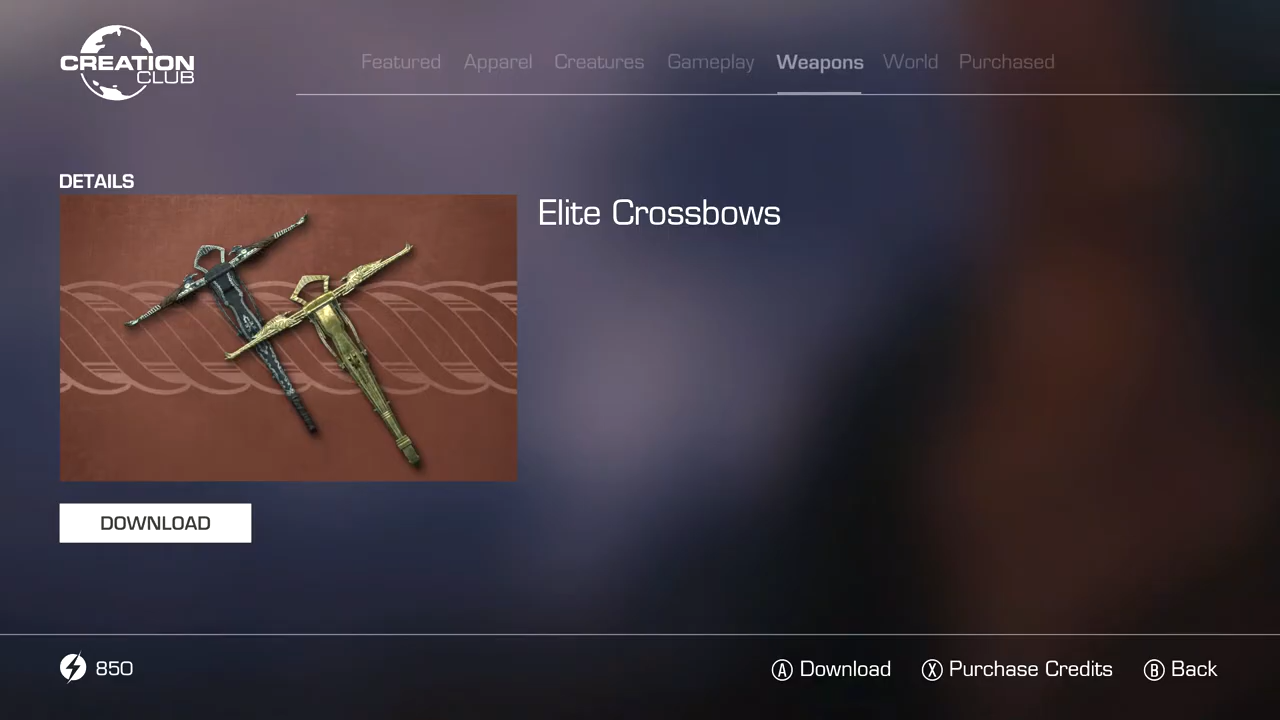 CREATION
CLUB
Featured Apparel Creatures Gameplay Weapons World Purchased
DETAILS
Elite Crossbows
DOWNLOAD
850
A Download X Purchase Credits B Back